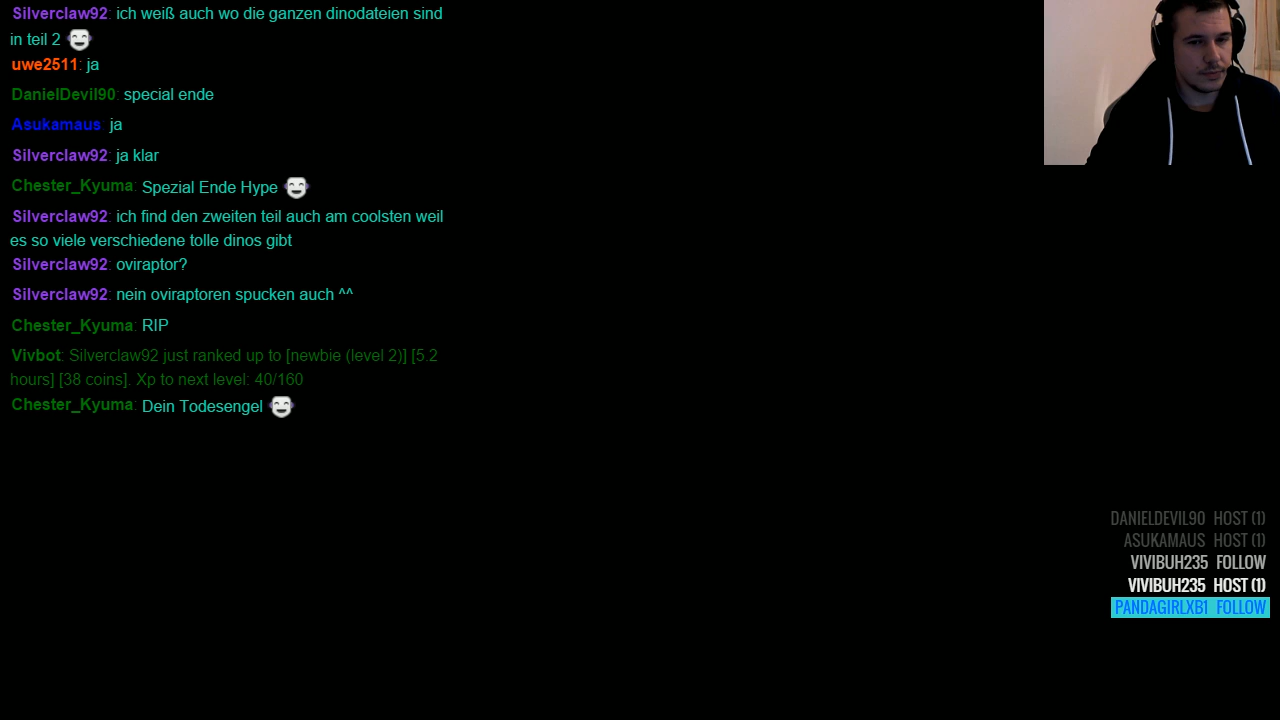 Silverclaw92: ich weiß auch wo die ganzen dinodateien sind
in teil 2
uwe2511: ja
DanielDevil90: special ende
Asukamaus: ja
Silverclaw92: ja klar
Chester_Kyuma: Spezial Ende Hype
Silverclaw92: ich find den zweiten teil auch am coolsten weil
es so viele verschiedene tolle dinos gibt
Silverclaw92: oviraptor?
Silverclaw92: nein oviraptoren spucken auch ^^
Chester_Kyuma: RIP
Vivbot: Silverclaw92 just ranked up to [newbie (level 2)] [5.2
hours] [38 coins]. Xp to next level: 40/160
Chester_Kyuma: Dein Todesengel
DANIELDEVIL90 HOST (1)
ASUKAMAUS HOST (1)
VIVIBUH235 FOLLOW
VIVIBUH235 HOST (1)
PANDAGIRLXB1 FOLLOW